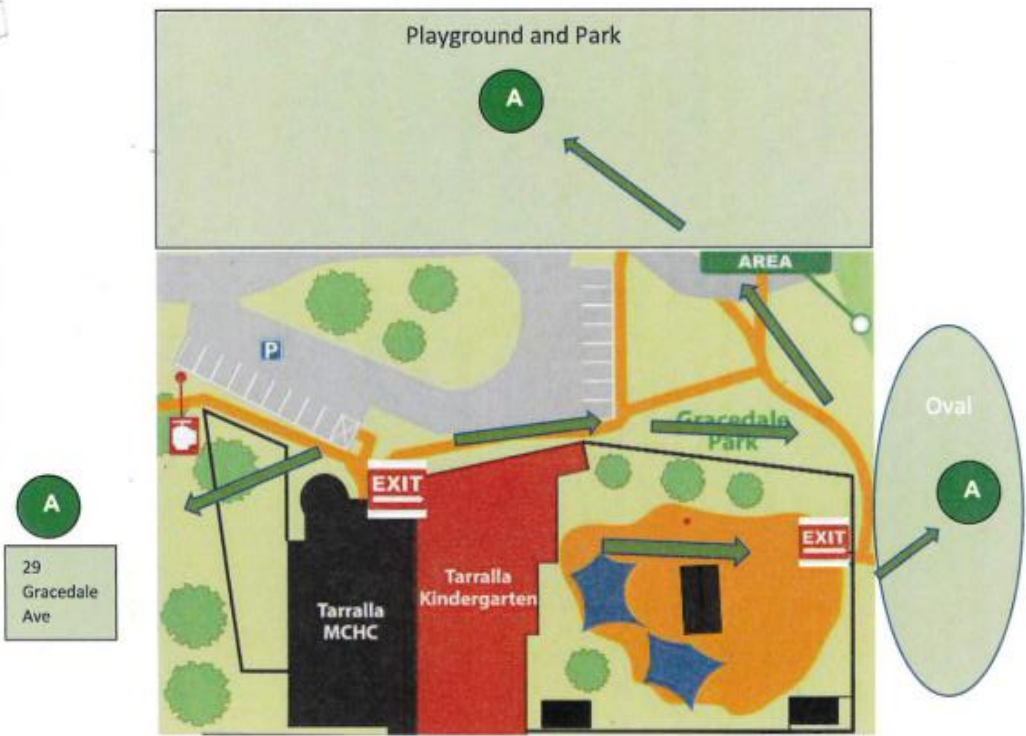 Playground and Park
A
AREA
P
Gracedale
Park
Oval
A
EXIT
A
EXIT
29
Gracedale
Ave
Tarralla
Kindergarten
Tarralla
MCHC